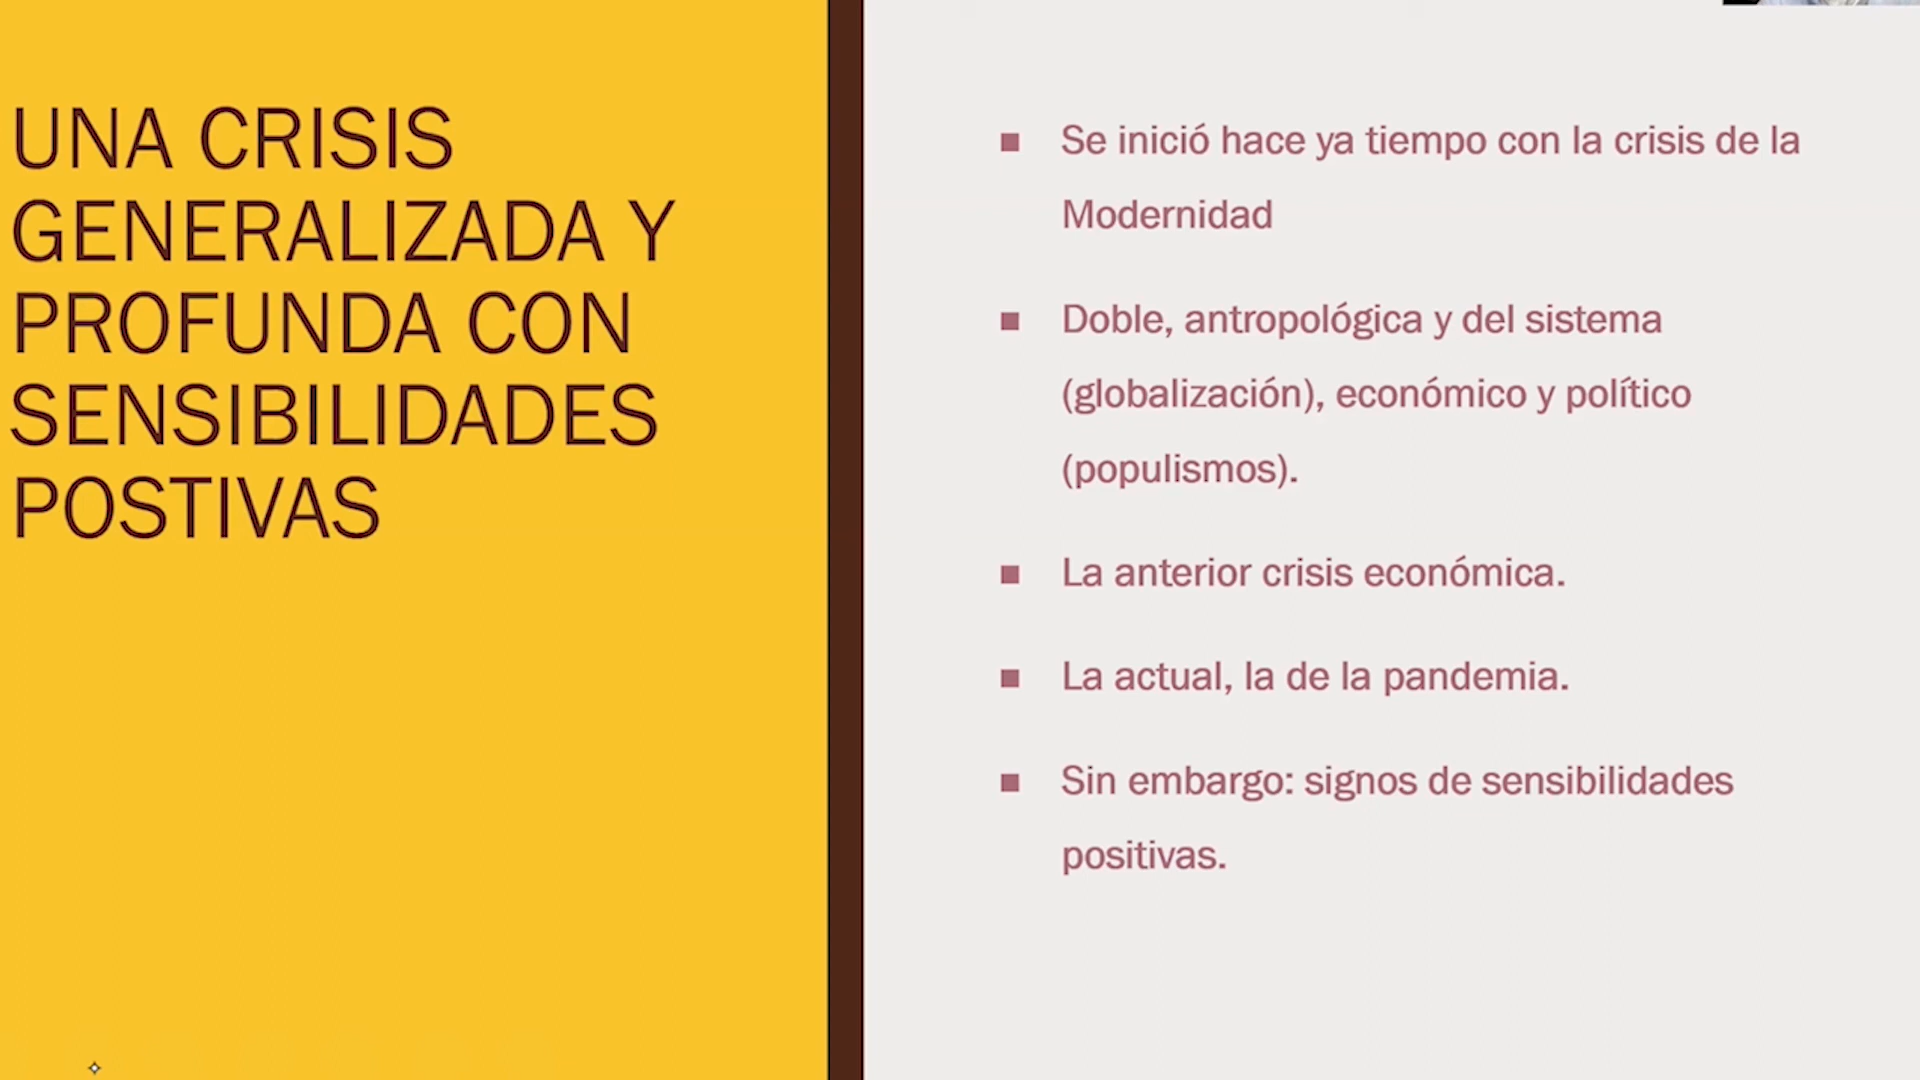 UNA CRISIS
GENERALIZADA Y
PROFUNDA CON
SENSIBILIDADES
POSTIVAS
■ Se inició hace ya tiempo con la crisis de la
Modernidad
■ Doble, antropológica y del sistema
(globalización), económico y político
(populismos).
■ La anterior crisis económica.
■ La actual, la de la pandemia.
■ Sin embargo: signos de sensibilidades
positivas.